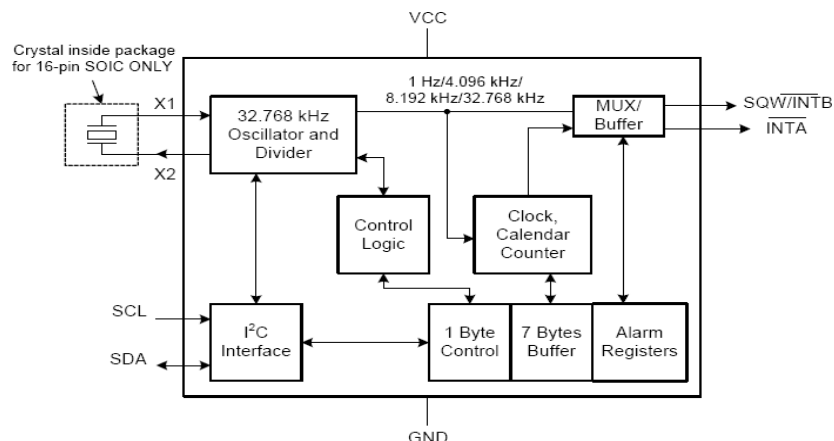 VCC
Crystal inside package
for 16-pin SOIC ONLY
X1
X2
32.768 kHz
Oscillator and
Divider
1 Hz/4.096 kHz/
8.192 kHz/32.768 kHz
MUX/
Buffer
SQW/INTB
INTA
Control
Logic
Clock,
Calendar
Counter
SCL
SDA
I²C
Interface
1 Byte
Control
7 Bytes
Buffer
Alarm
Registers
GND